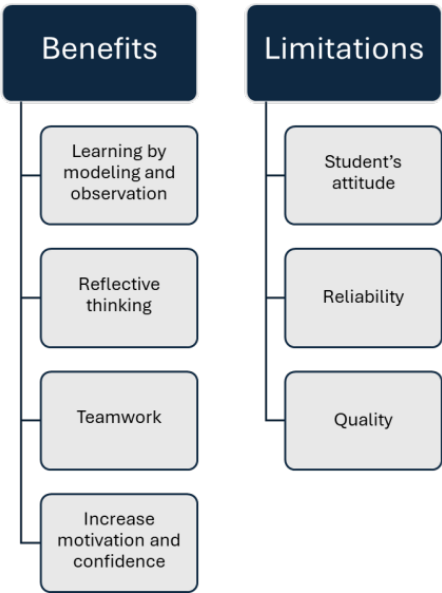 Benefits
Learning by
modeling and
observation
Reflective
thinking
Teamwork
Increase
motivation and
confidence
Limitations
Student's
attitude
Reliability
Quality